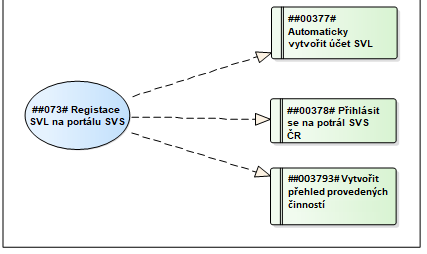 ##00377#
Automaticky
vytvořit účet SVL
##073# Registace
SVL na portálu SVS
##00378# Přihlásit
se na potrál SVS
ČR
##003793# Vytvořit
přehled provedených
činností